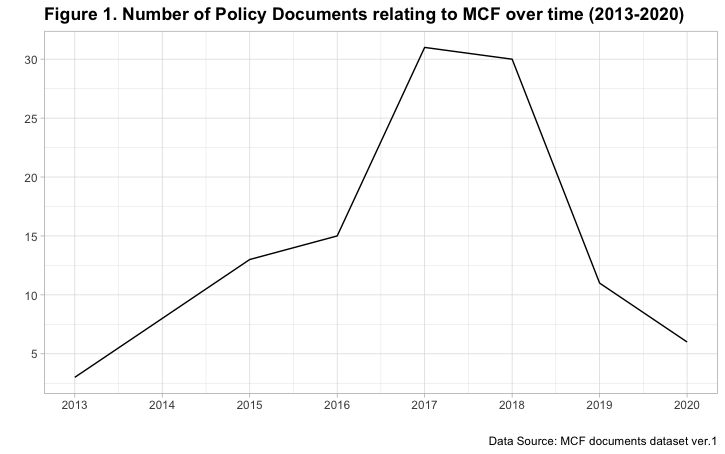 Figure 1. Number of Policy Documents relating to MCF over time (2013-2020)
30
25
20
15
10
5
2013 2014 2015 2016 2017 2018 2019 2020
Data Source: MCF documents dataset ver.1